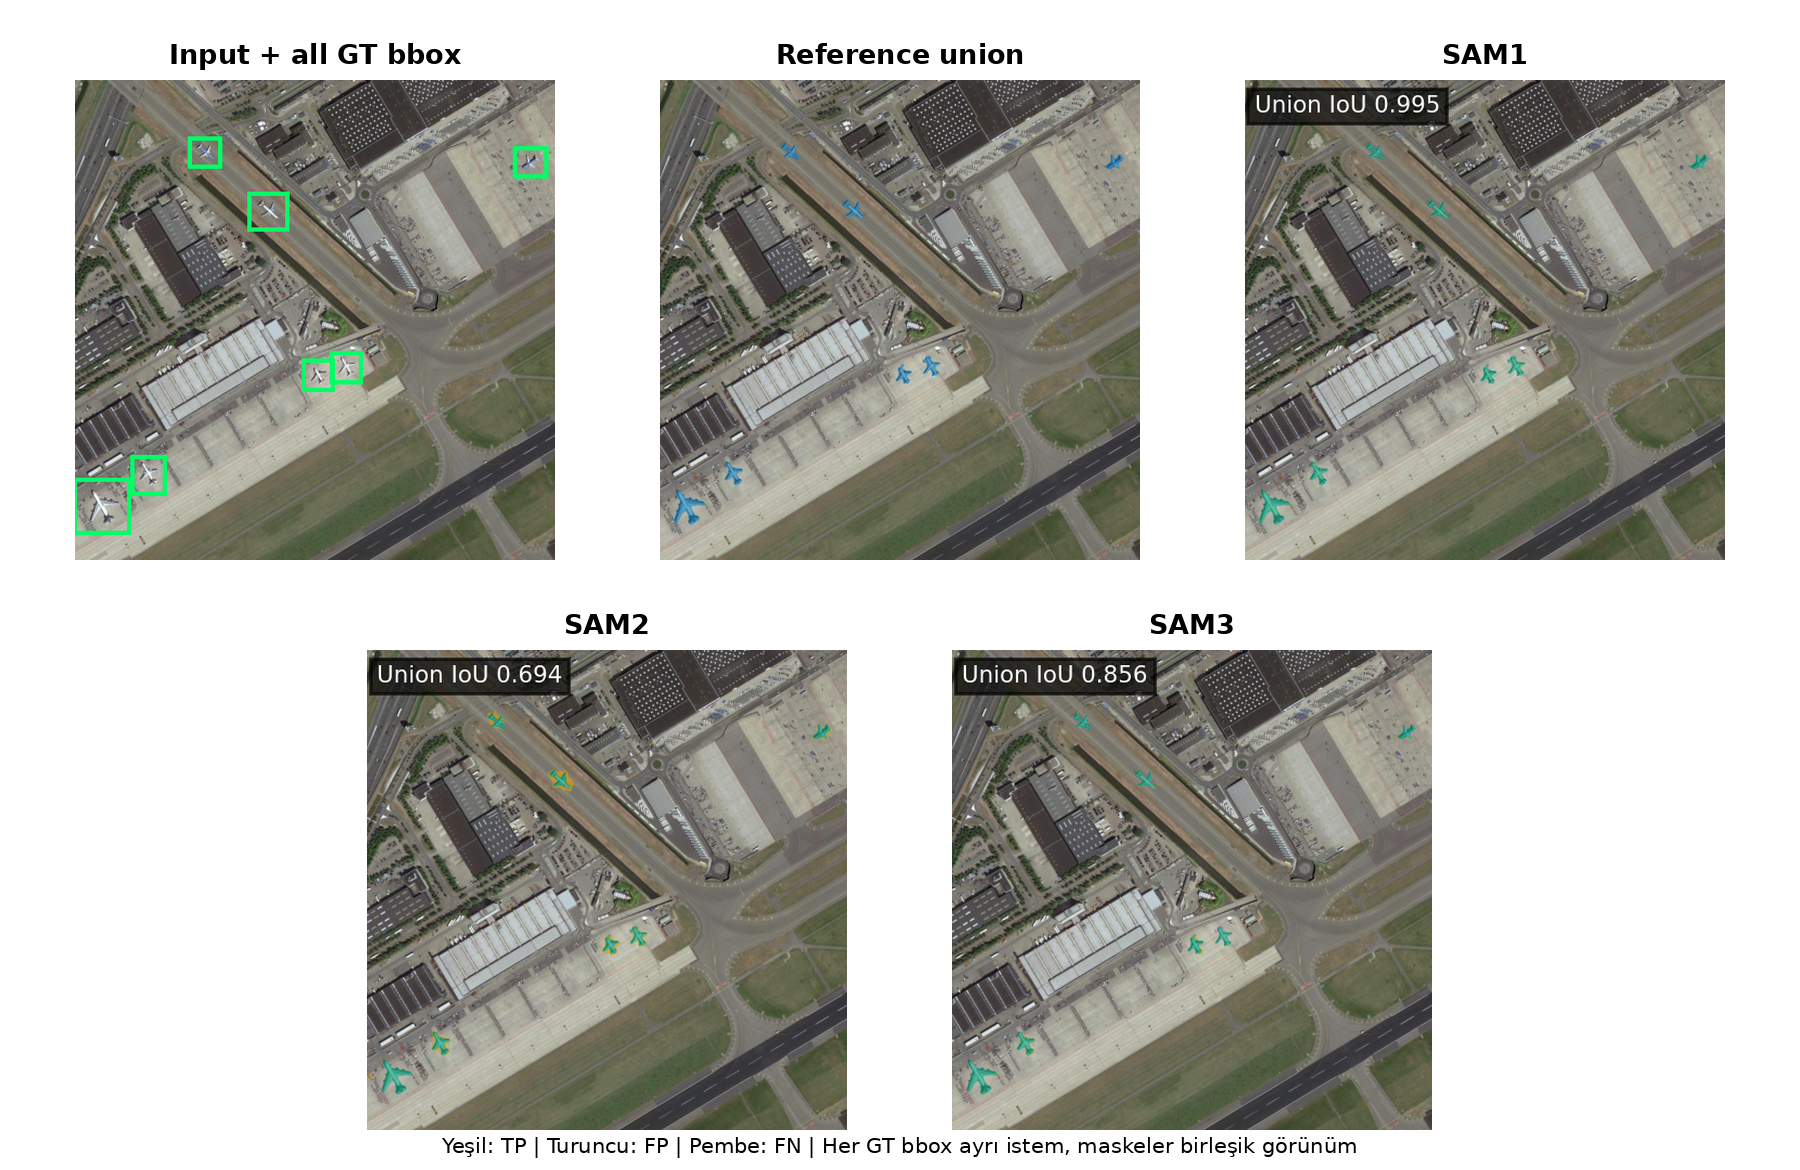 Input + all GT bbox
Reference union
SAM1
Union IoU 0.995
SAM2
SAM3
Union IoU 0.694
Union IoU 0.856
Yeşil: TP | Turuncu: FP | Pembe: FN | Her GT bbox ayrı istem, maskeler birleşik görünüm